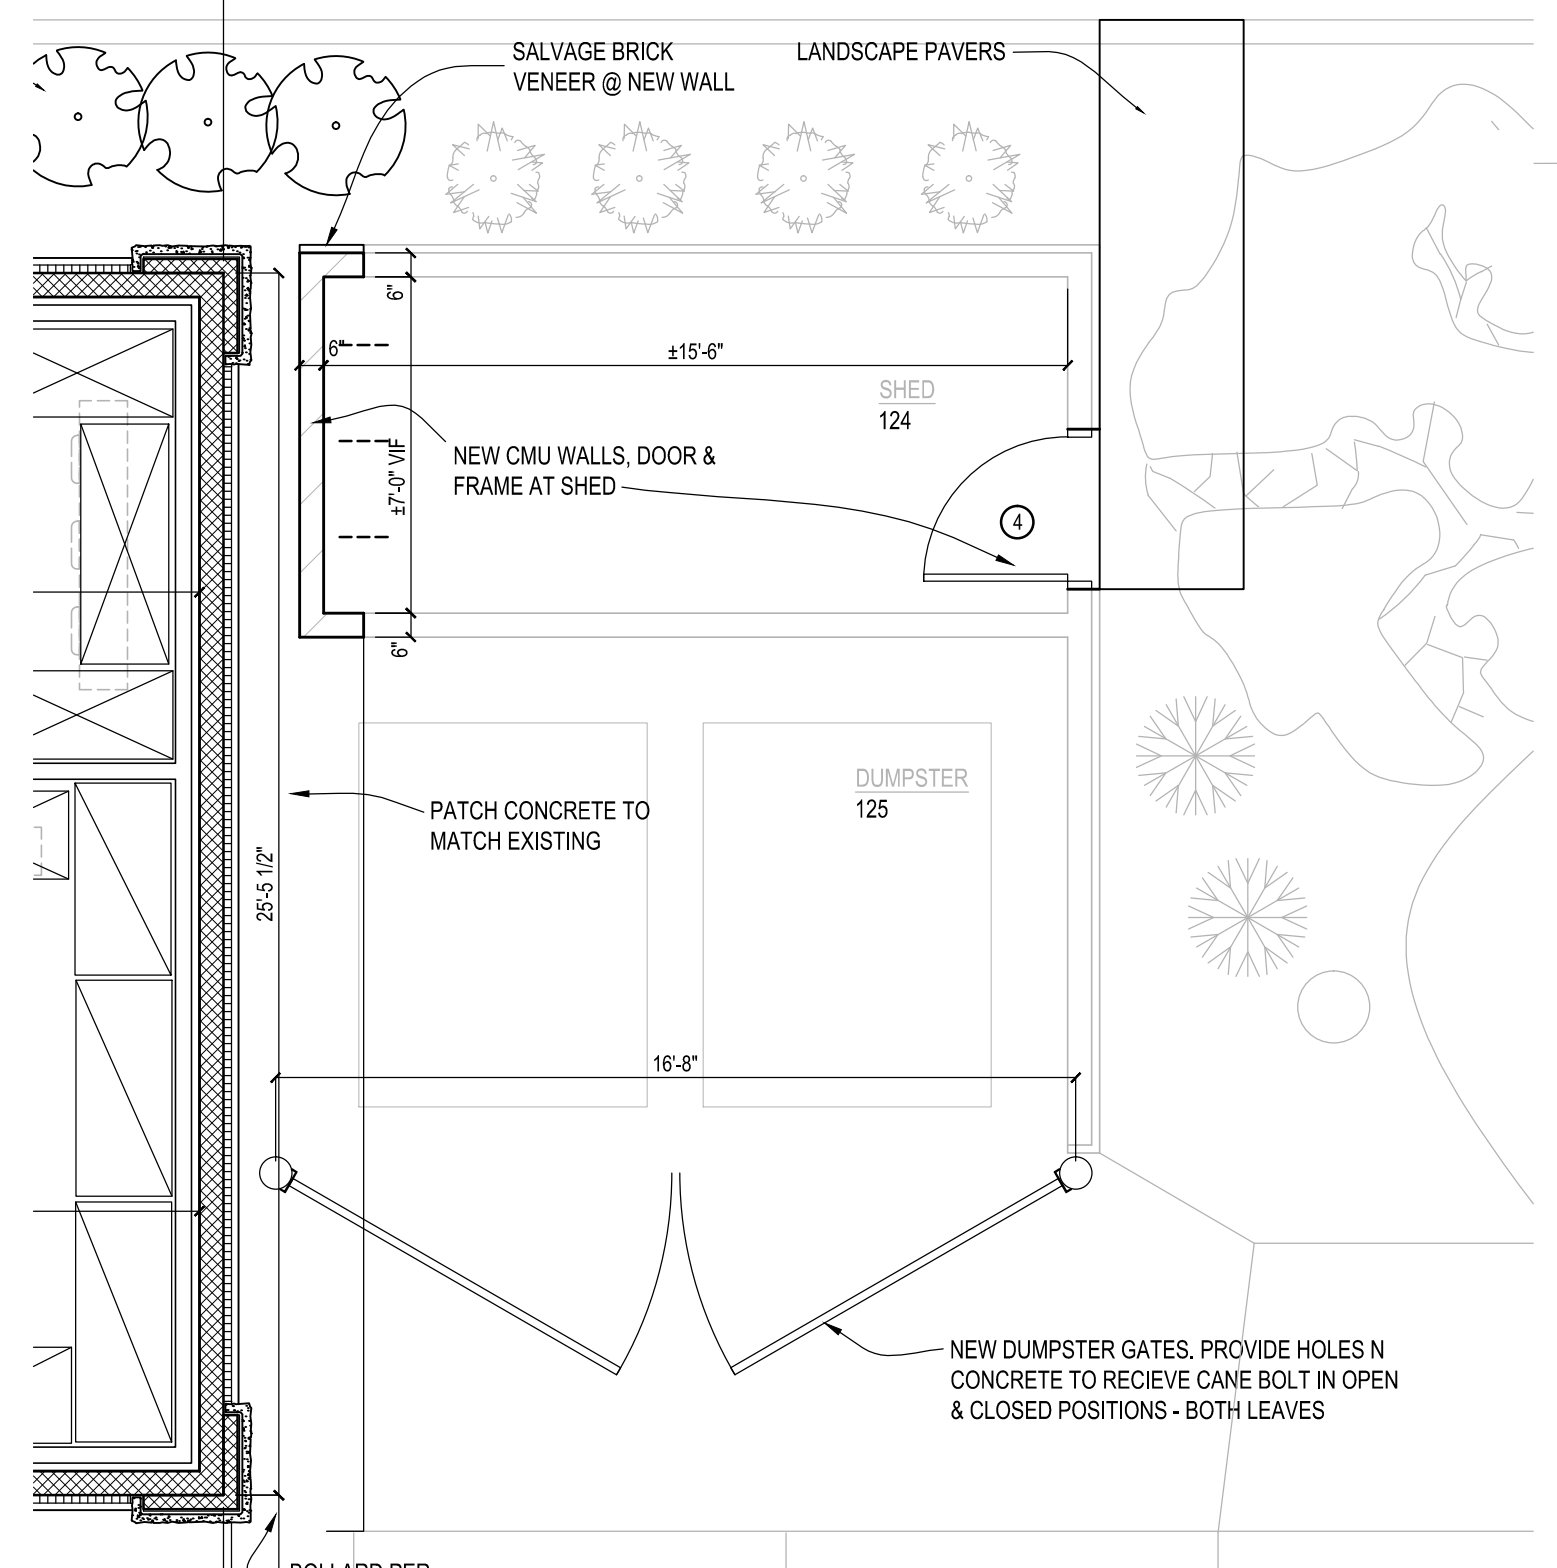 SALVAGE BRICK
VENEER @ NEW WALL
LANDSCAPE PAVERS
6"
6"
±15'-6"
SHED
124
±7'-0" VIF
NEW CMU WALLS, DOOR &
FRAME AT SHED
4
6"
DUMPSTER
125
PATCH CONCRETE TO
MATCH EXISTING
25'-5 1/2"
16'-8"
NEW DUMPSTER GATES. PROVIDE HOLES N
CONCRETE TO RECIEVE CANE BOLT IN OPEN
& CLOSED POSITIONS - BOTH LEAVES
BOLLARD PER